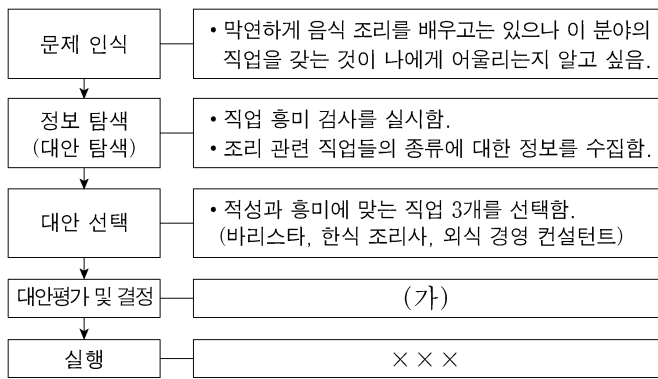 문제 인식
• 막연하게 음식 조리를 배우고는 있으나 이 분야의
직업을 갖는 것이 나에게 어울리는지 알고 싶음.
정보 탐색
(대안 탐색)
• 직업 흥미 검사를 실시함.
• 조리 관련 직업들의 종류에 대한 정보를 수집함.
대안 선택
• 적성과 흥미에 맞는 직업 3개를 선택함.
(바리스타, 한식 조리사, 외식 경영 컨설턴트)
대안평가 및 결정
(가)
실행
×××